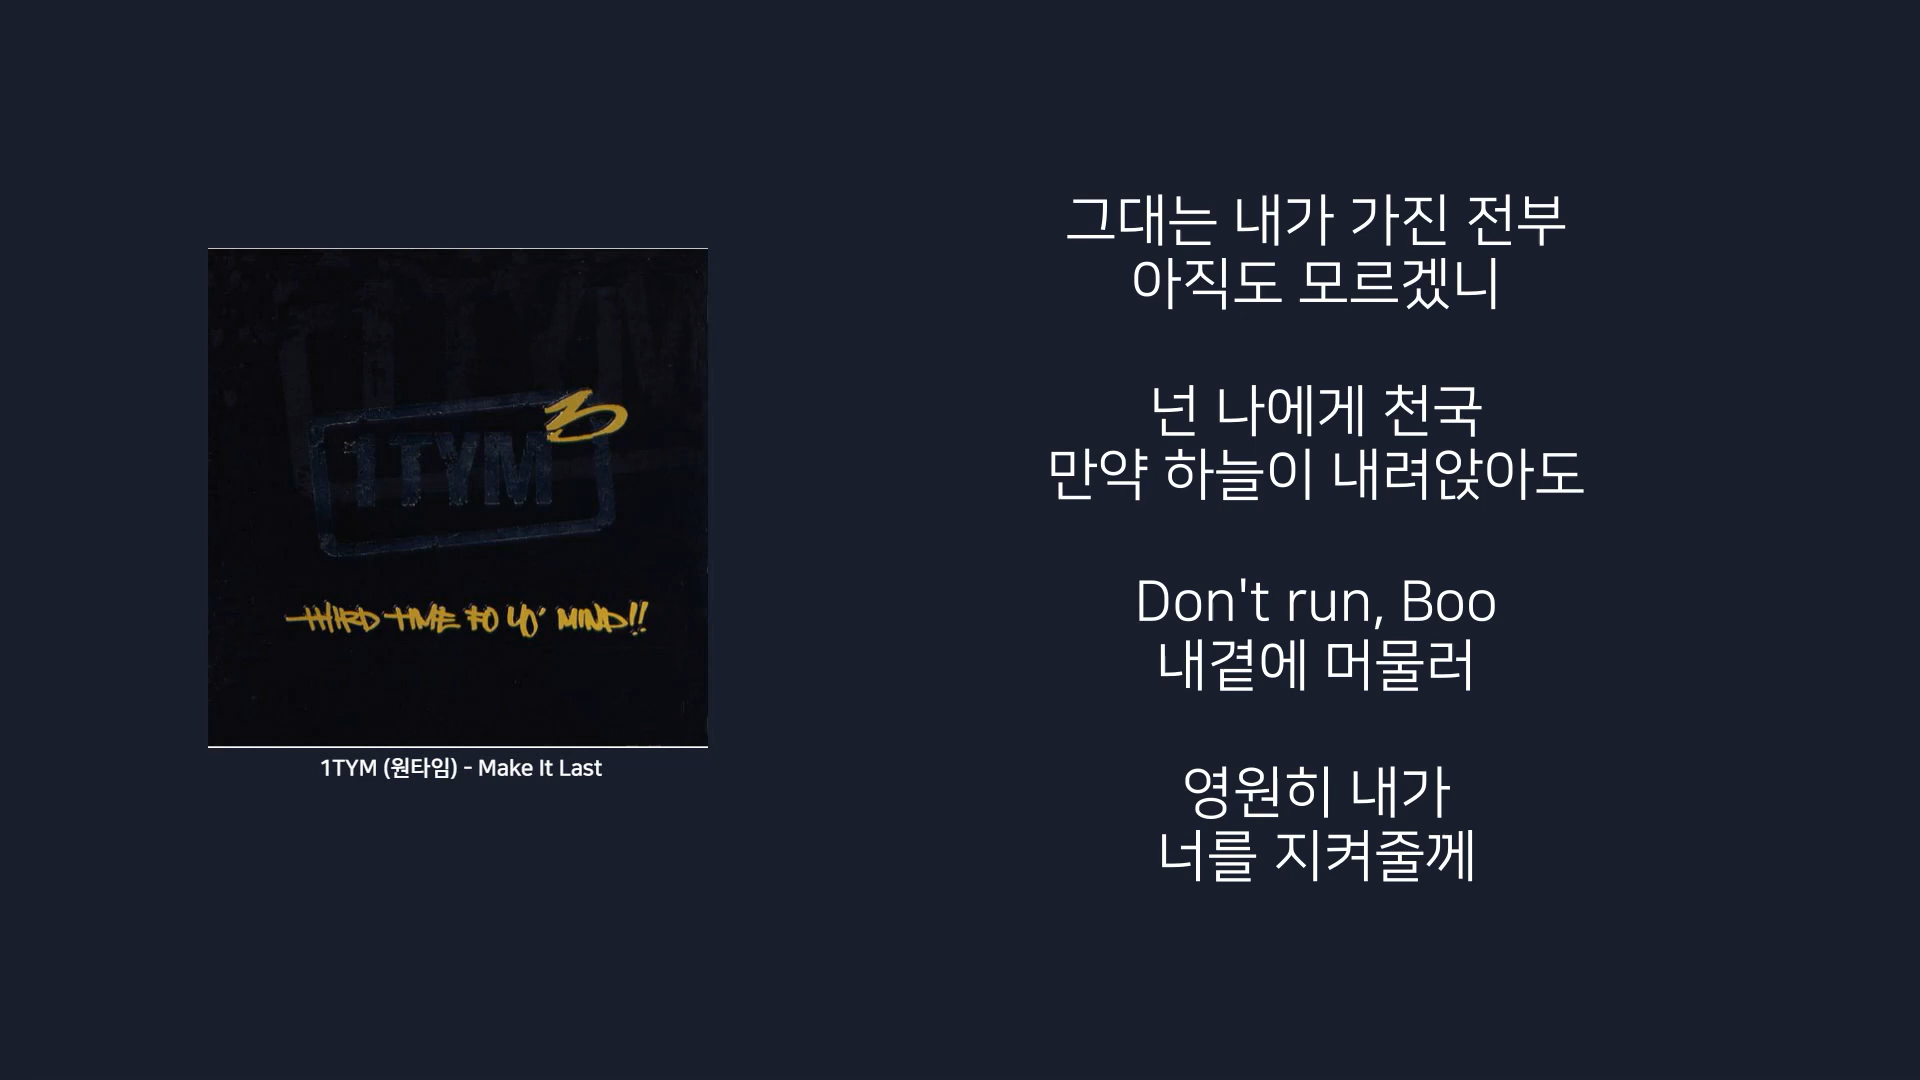 1TYM
3
THIRD TIME FO YO' MIND!!
1TYM (원타임) - Make It Last
그대는 내가 가진 전부
아직도 모르겠니
넌 나에게 천국
만약 하늘이 내려앉아도
Don't run, Boo
내곁에 머물러
영원히 내가
너를 지켜줄께